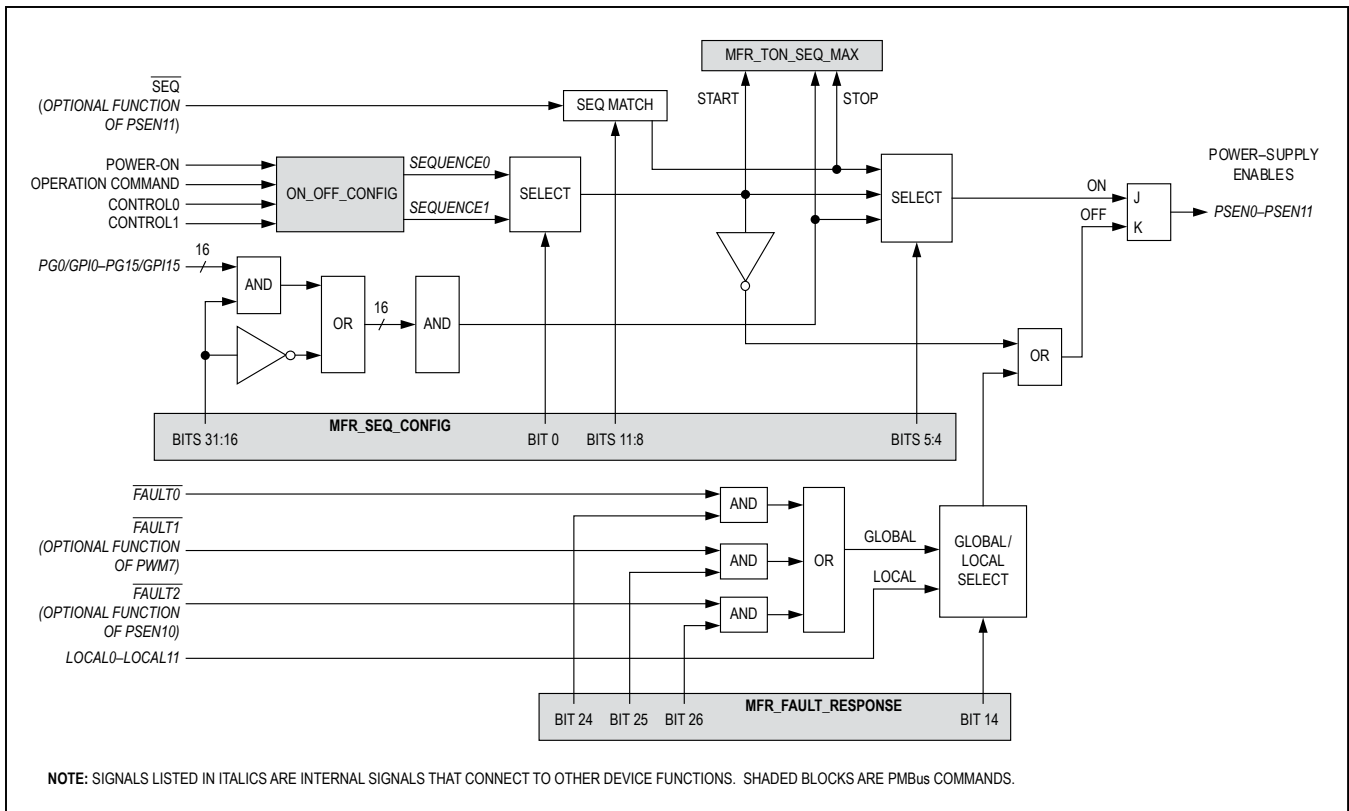 MFR_TON_SEQ_MAX
SEQ
(OPTIONAL FUNCTION
OF PSEN11)
SEQ MATCH
START
STOP
POWER-ON
OPERATION COMMAND
CONTROL0
CONTROL1
ON_OFF_CONFIG
SEQUENCE0
SEQUENCE1
SELECT
SELECT
POWER–SUPPLY
ENABLES
ON
OFF
J
K
PSEN0–PSEN11
PG0/GPI0–PG15/GPI15
16
AND
OR
16
AND
OR
MFR_SEQ_CONFIG
BITS 31:16
BIT 0
BITS 11:8
BITS 5:4
FAULT0
FAULT1
(OPTIONAL FUNCTION
OF PWM7)
FAULT2
(OPTIONAL FUNCTION
OF PSEN10)
LOCAL0–LOCAL11
AND
AND
AND
OR
GLOBAL
LOCAL
GLOBAL/
LOCAL
SELECT
MFR_FAULT_RESPONSE
BIT 24
BIT 25
BIT 26
BIT 14
NOTE: SIGNALS LISTED IN ITALICS ARE INTERNAL SIGNALS THAT CONNECT TO OTHER DEVICE FUNCTIONS. SHADED BLOCKS ARE PMBus COMMANDS.